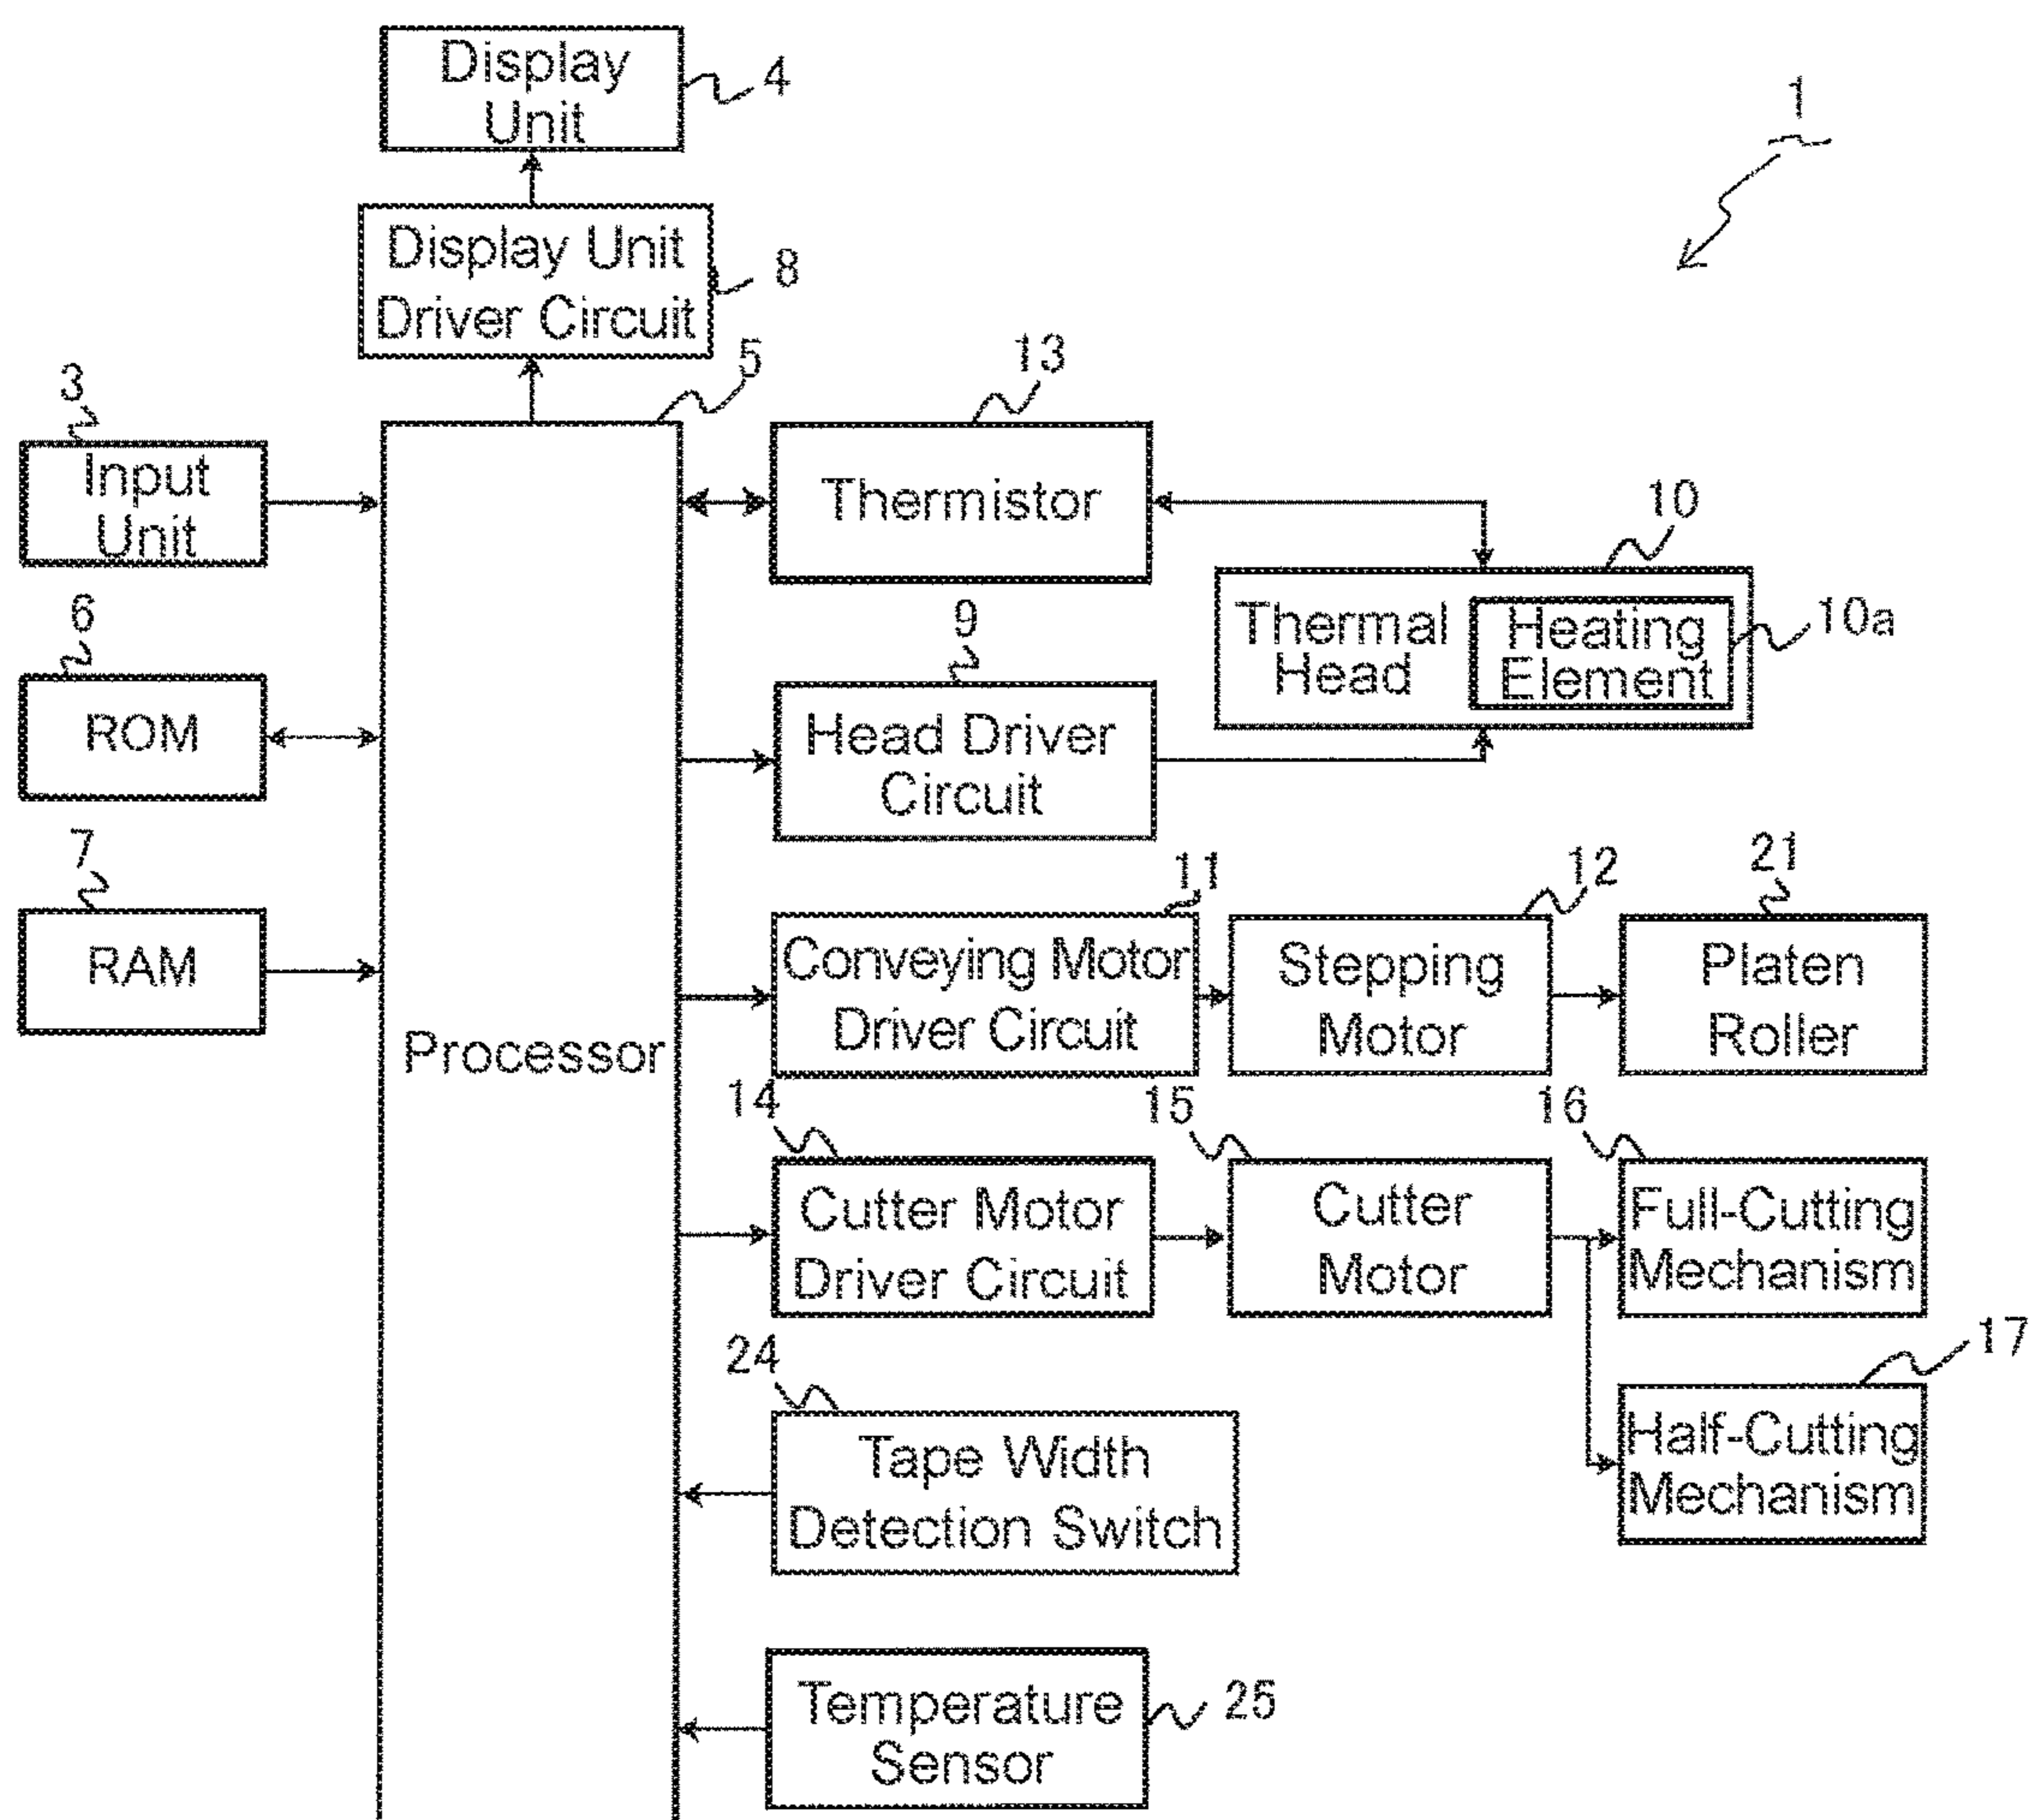 Display
Unit
4
1
Display Unit
Driver Circuit
8
5
13
3
Input
Unit
Thermistor
10
Thermal
Head
Heating
Element
10a
6
ROM
9
Head Driver
Circuit
7
RAM
Processor
11
Conveying Motor
Driver Circuit
12
Stepping
Motor
21
Platen
Roller
14
Cutter Motor
Driver Circuit
15
Cutter
Motor
16
Full-Cutting
Mechanism
17
Half-Cutting
Mechanism
24
Tape Width
Detection Switch
Temperature
Sensor
25